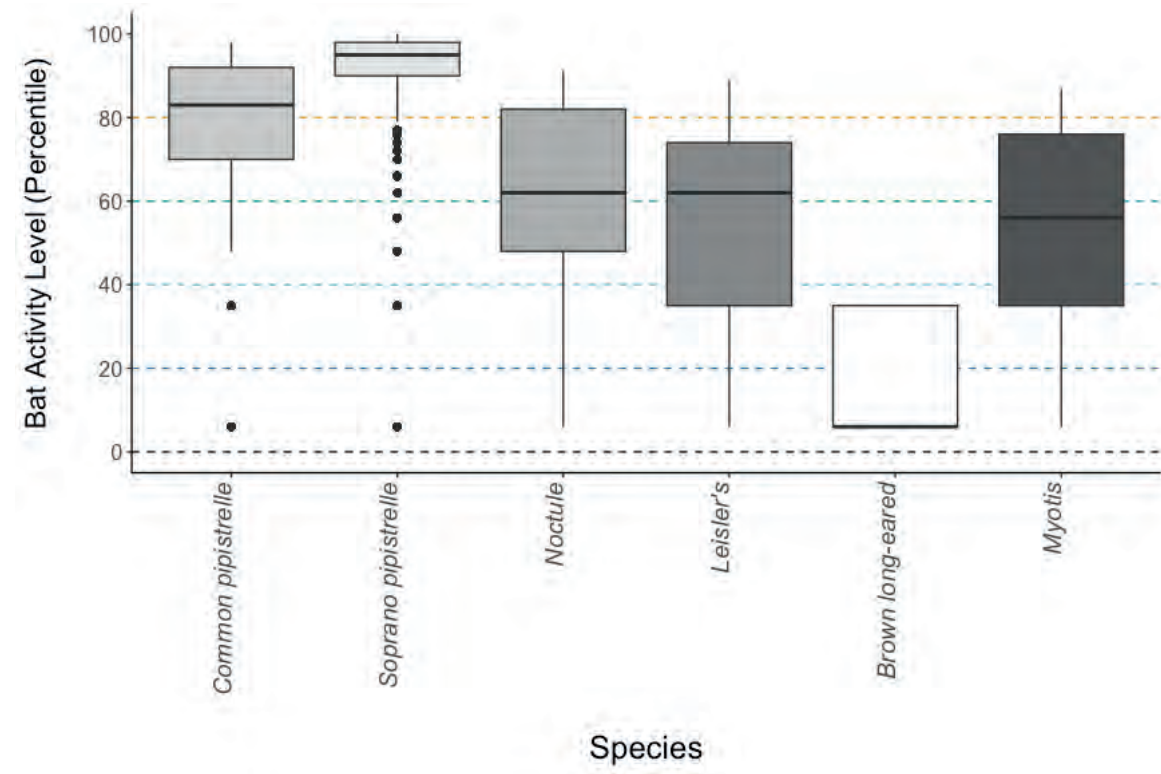 Bat Activity Level (Percentile)
100
80
60
40
20
0
Common pipistrelle
Soprano pipistrelle
Noctule
Leisler's
Brown long-eared
Myotis
Species